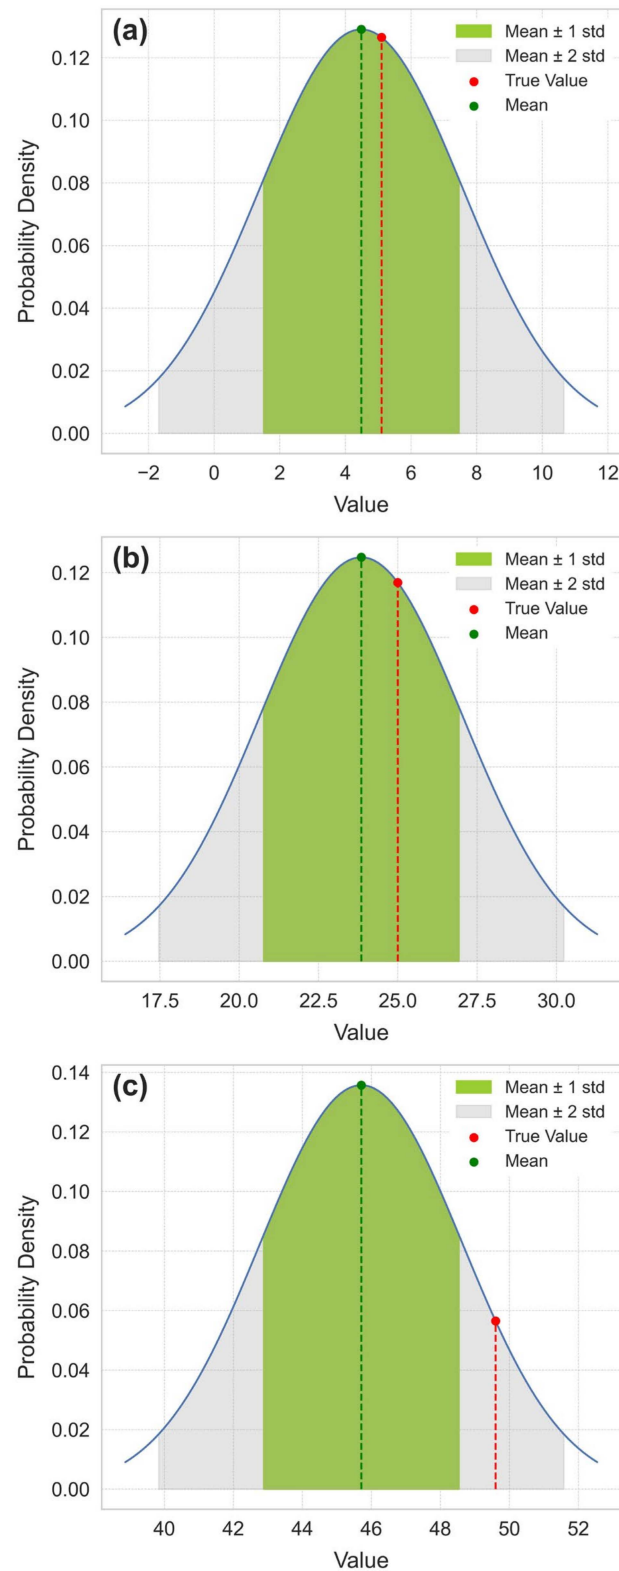 (a)
Mean ± 1 std
Mean ± 2 std
True Value
Mean
0.12
0.10
0.08
0.06
0.04
0.02
0.00
Probability Density
−2 0 2 4 6 8 10 12
Value
(b)
Mean ± 1 std
Mean ± 2 std
True Value
Mean
0.12
0.10
0.08
0.06
0.04
0.02
0.00
Probability Density
17.5 20.0 22.5 25.0 27.5 30.0
Value
(c)
Mean ± 1 std
Mean ± 2 std
True Value
Mean
0.14
0.12
0.10
0.08
0.06
0.04
0.02
0.00
Probability Density
40 42 44 46 48 50 52
Value